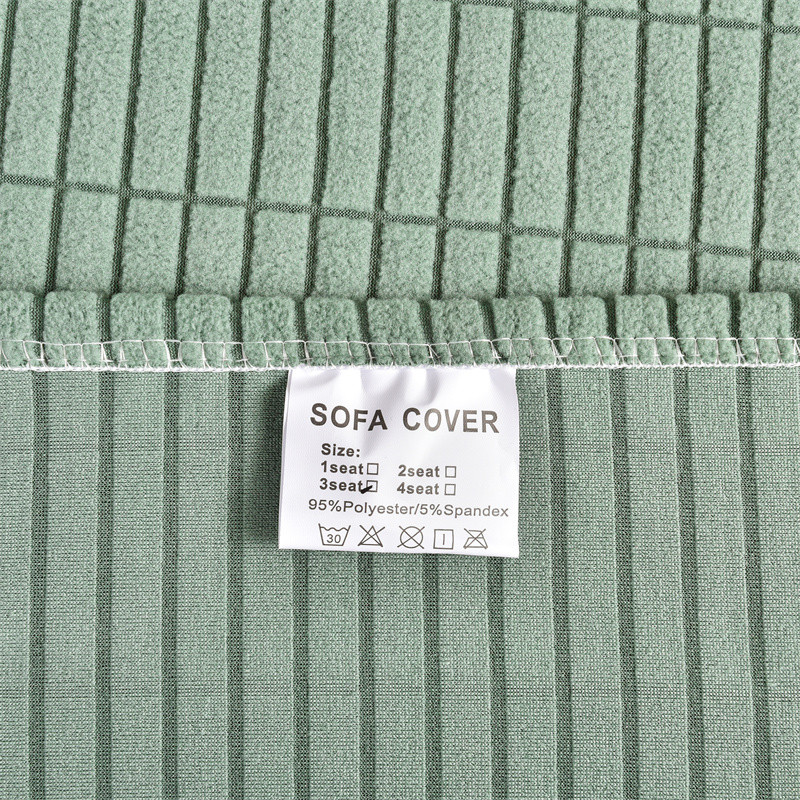 SOFA COVER
Size:
1seat☐ 2seat☐
3seat☑ 4seat☐
95%Polyester/5%Spandex
30